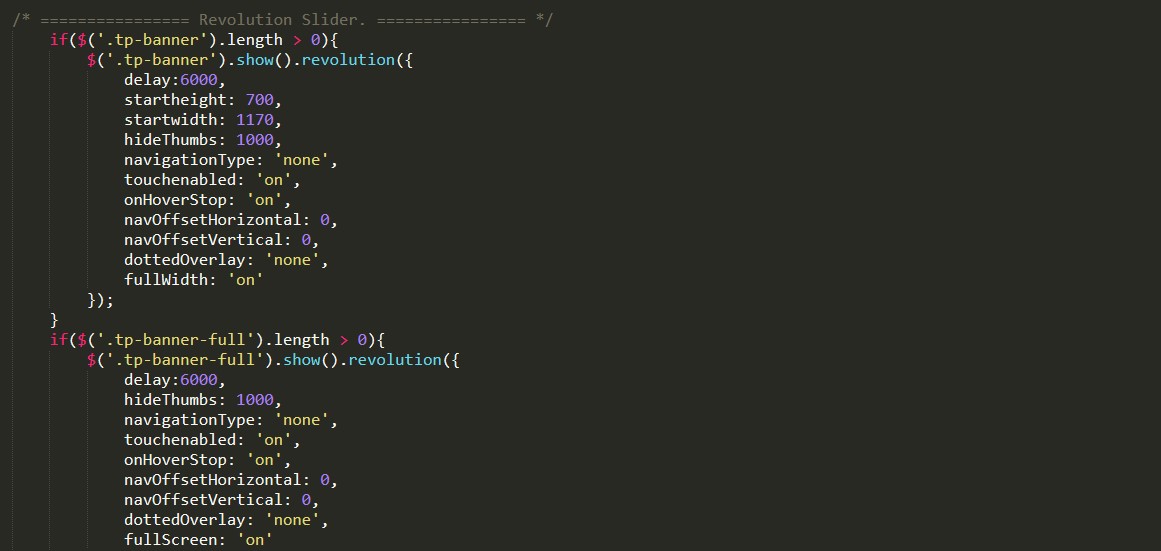 /* ================ Revolution Slider. ================ */
    if($('.tp-banner').length > 0){
        $('.tp-banner').show().revolution({
            delay:6000,
            startheight: 700,
            startwidth: 1170,
            hideThumbs: 1000,
            navigationType: 'none',
            touchenabled: 'on',
            onHoverStop: 'on',
            navOffsetHorizontal: 0,
            navOffsetVertical: 0,
            dottedOverlay: 'none',
            fullWidth: 'on'
        });
    }
    if($('.tp-banner-full').length > 0){
        $('.tp-banner-full').show().revolution({
            delay:6000,
            hideThumbs: 1000,
            navigationType: 'none',
            touchenabled: 'on',
            onHoverStop: 'on',
            navOffsetHorizontal: 0,
            navOffsetVertical: 0,
            dottedOverlay: 'none',
            fullScreen: 'on'